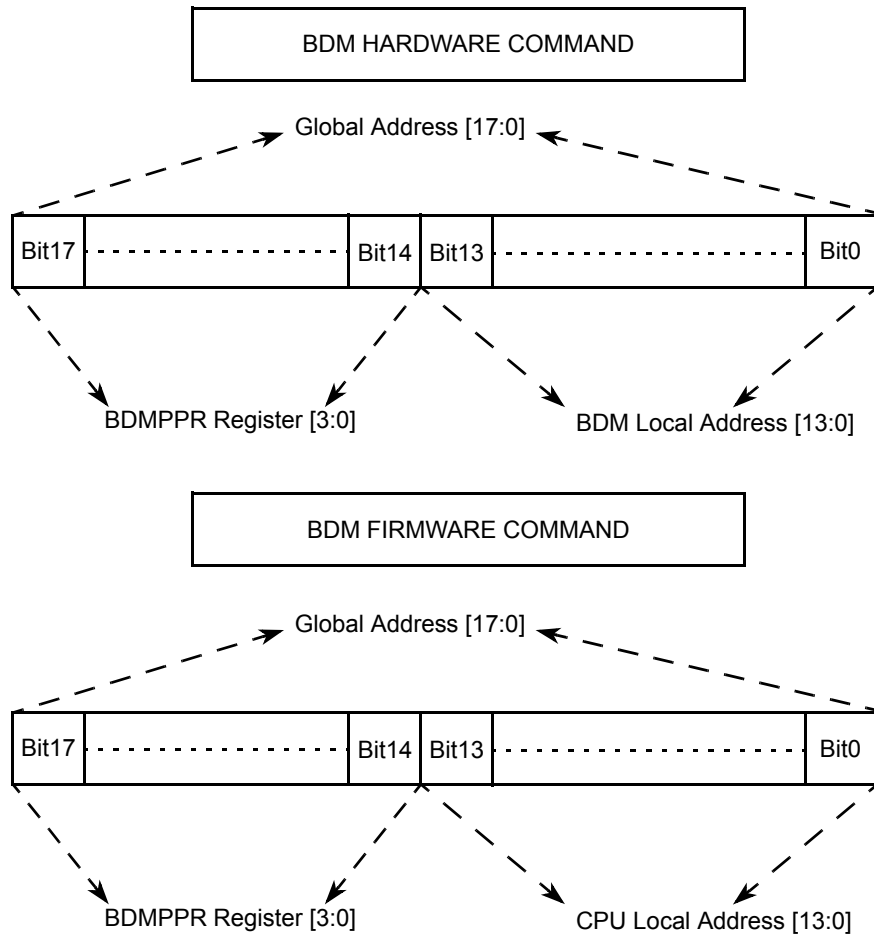 BDM HARDWARE COMMAND
Global Address [17:0]
Bit17 Bit14 Bit13 Bit0
BDMPPR Register [3:0] BDM Local Address [13:0]
BDM FIRMWARE COMMAND
Global Address [17:0]
Bit17 Bit14 Bit13 Bit0
BDMPPR Register [3:0] CPU Local Address [13:0]